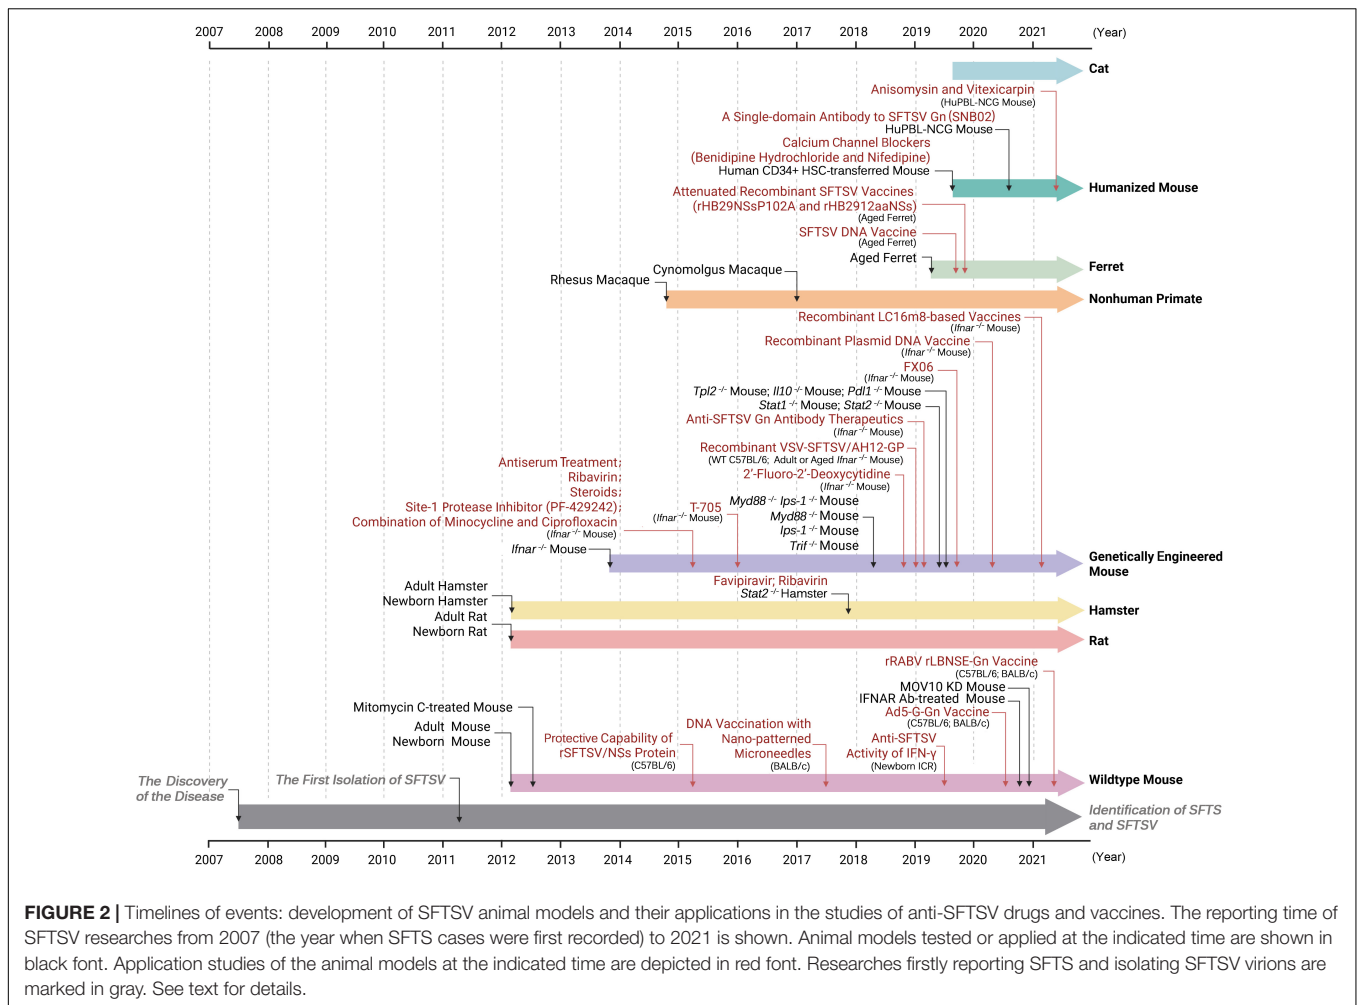 2007 2008 2009 2010 2011 2012 2013 2014 2015 2016 2017 2018 2019 2020 2021 (Year)
Cat
Anisomysin and Vitexicarpin
(HuPBL-NCG Mouse)
A Single-domain Antibody to SFTSV Gn (SNB02)
HuPBL-NCG Mouse
Calcium Channel Blockers
(Benidipine Hydrochloride and Nifedipine)
Human CD34+ HSC-transferred Mouse
Humanized Mouse
Attenuated Recombinant SFTSV Vaccines
(rHB29NSsP102A and rHB2912aaNSs)
(Aged Ferret)
SFTSV DNA Vaccine
(Aged Ferret)
Aged Ferret
Ferret
Cynomolgus Macaque
Rhesus Macaque
Nonhuman Primate
Recombinant LC16m8-based Vaccines
(Ifnar -/- Mouse)
Recombinant Plasmid DNA Vaccine
(Ifnar -/- Mouse)
FX06
(Ifnar -/- Mouse)
Tpl2 -/- Mouse; Il10 -/- Mouse; Pdl1 -/- Mouse
Stat1 -/- Mouse; Stat2 -/- Mouse
Anti-SFTSV Gn Antibody Therapeutics
(Ifnar -/- Mouse)
Recombinant VSV-SFTSV/AH12-GP
(WT C57BL/6; Adult or Aged Ifnar -/- Mouse)
2'-Fluoro-2'-Deoxycytidine
(Ifnar -/- Mouse)
Antiserum Treatment;
Ribavirin;
Steroids;
Site-1 Protease Inhibitor (PF-429242);
Combination of Minocycline and Ciprofloxacin
(Ifnar -/- Mouse)
T-705
(Ifnar -/- Mouse)
Myd88 -/- Ips-1 -/- Mouse
Myd88 -/- Mouse
Ips-1 -/- Mouse
Trif -/- Mouse
Ifnar -/- Mouse
Genetically Engineered
Mouse
Favipiravir; Ribavirin
Stat2 -/- Hamster
Adult Hamster
Newborn Hamster
Hamster
Adult Rat
Newborn Rat
Rat
rRABV rLBNSE-Gn Vaccine
(C57BL/6; BALB/c)
MOV10 KD Mouse
IFNAR Ab-treated Mouse
Ad5-G-Gn Vaccine
(C57BL/6; BALB/c)
Mitomycin C-treated Mouse
Adult Mouse
Newborn Mouse
Protective Capability of
rSFTSV/NSs Protein
(C57BL/6)
DNA Vaccination with
Nano-patterned
Microneedles
(BALB/c)
Anti-SFTSV
Activity of IFN-γ
(Newborn ICR)
Wildtype Mouse
The Discovery
of the Disease
The First Isolation of SFTSV
Identification of SFTS
and SFTSV
2007 2008 2009 2010 2011 2012 2013 2014 2015 2016 2017 2018 2019 2020 2021 (Year)
FIGURE 2 | Timelines of events: development of SFTSV animal models and their applications in the studies of anti-SFTSV drugs and vaccines. The reporting time of
SFTSV researches from 2007 (the year when SFTS cases were first recorded) to 2021 is shown. Animal models tested or applied at the indicated time are shown in
black font. Application studies of the animal models at the indicated time are depicted in red font. Researches firstly reporting SFTS and isolating SFTSV virions are
marked in gray. See text for details.